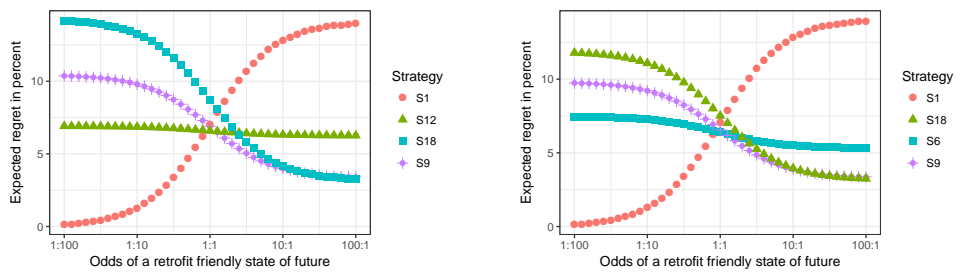 Expected regret in percent
10
5
0
1:100
1:10
1:1
10:1
100:1
Odds of a retrofit friendly state of future
Strategy
S1
S12
S18
S9
Expected regret in percent
10
5
0
1:100
1:10
1:1
10:1
100:1
Odds of a retrofit friendly state of future
Strategy
S1
S18
S6
S9